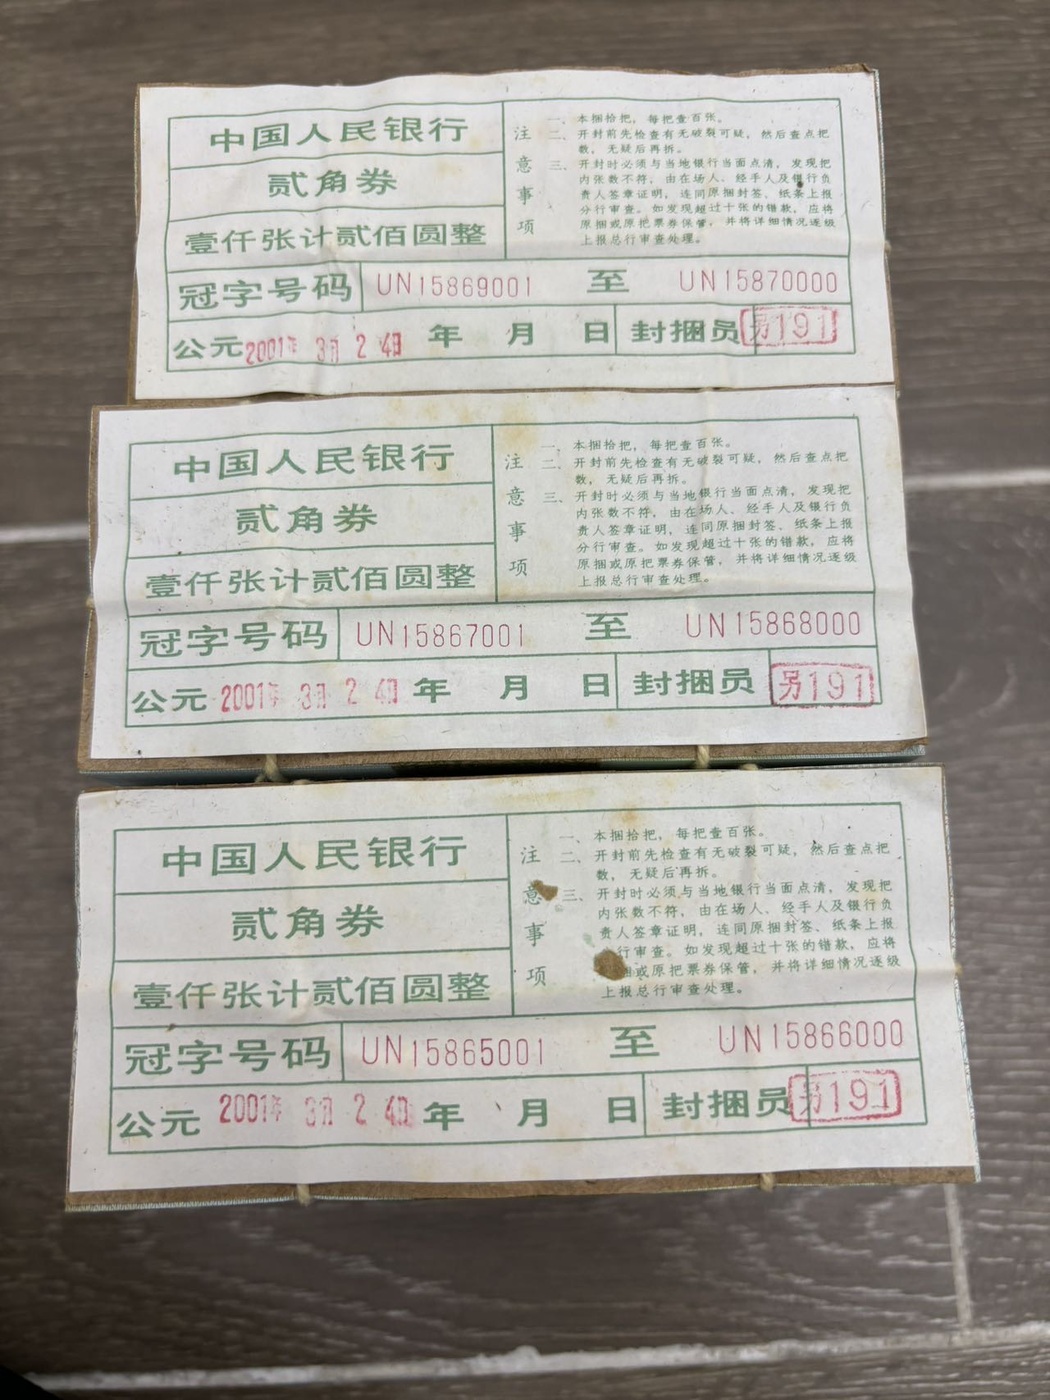 中国人民银行
贰角券
壹仟张计贰佰圆整
注意事项
一、本捆拾把，每把壹百张。
二、开封前先检查有无破裂可疑，然后查点把
数，无疑后再拆。
三、开封时必须与当地银行当面点清，发现把
内张数不符，由在场人、经手人及银行负
责人签章证明，连同原捆封签、纸条上报
分行审查。如发现超过十张的错款，应将
原捆或原把票券保管，并将详细情况逐级
上报总行审查处理。
冠字号码 UN15869001 至 UN15870000
公元2001年 3月 2 4日 年 月 日 封捆员 另191
中国人民银行
贰角券
壹仟张计贰佰圆整
注意事项
一、本捆拾把，每把壹百张。
二、开封前先检查有无破裂可疑，然后查点把
数，无疑后再拆。
三、开封时必须与当地银行当面点清，发现把
内张数不符，由在场人、经手人及银行负
责人签章证明，连同原捆封签、纸条上报
分行审查。如发现超过十张的错款，应将
原捆或原把票券保管，并将详细情况逐级
上报总行审查处理。
冠字号码 UN15867001 至 UN15868000
公元 2001年 3月 2 4日 年 月 日 封捆员 另191
中国人民银行
贰角券
壹仟张计贰佰圆整
注意事项
一、本捆拾把，每把壹百张。
二、开封前先检查有无破裂可疑，然后查点把
数，无疑后再拆。
三、开封时必须与当地银行当面点清，发现把
内张数不符，由在场人、经手人及银行负
责人签章证明，连同原捆封签、纸条上报
行审查。如发现超过十张的错款，应将
捆或原把票券保管，并将详细情况逐级
上报总行审查处理。
冠字号码 UN15865001 至 UN15866000
公元 2001年 3月 2 4日 年 月 日 封捆员 另191